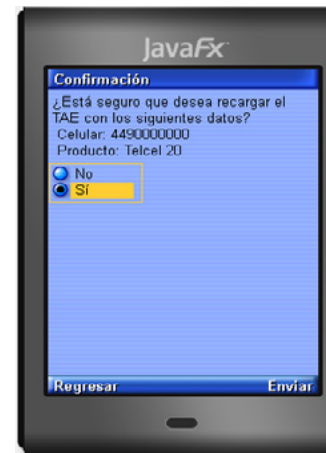 JavaFx
Confirmación
¿Está seguro que desea recargar el
TAE con los siguientes datos?
Celular: 4490000000
Producto: Telcel 20
No
Sí
Regresar Enviar